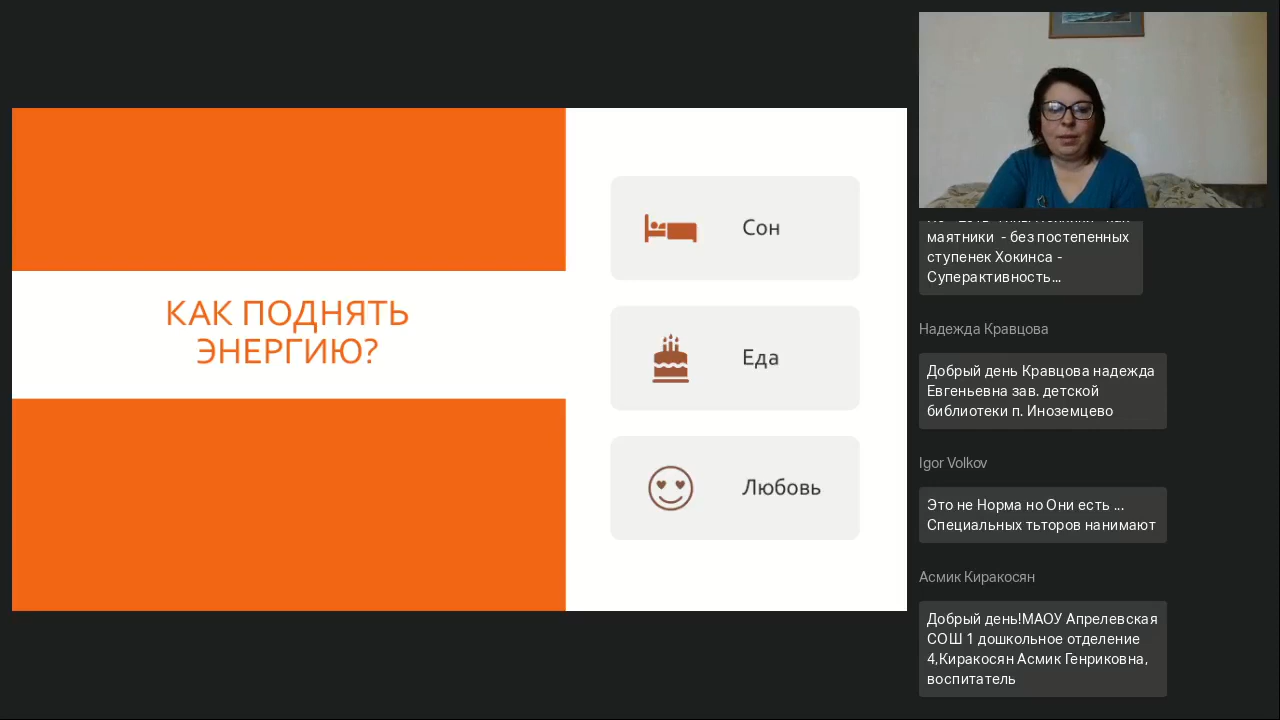 КАК ПОДНЯТЬ
ЭНЕРГИЮ?
Сон
Еда
Любовь
маятники - без постепенных
ступенек Хокинса -
Суперактивность...
Надежда Кравцова
Добрый день Кравцова надежда
Евгеньевна зав. детской
библиотеки п. Иноземцево
Igor Volkov
Это не Норма но Они есть ...
Специальных тьторов нанимают
Асмик Киракосян
Добрый день!МАОУ Апрелевская
СОШ 1 дошкольное отделение
4,Киракосян Асмик Генриковна,
воспитатель